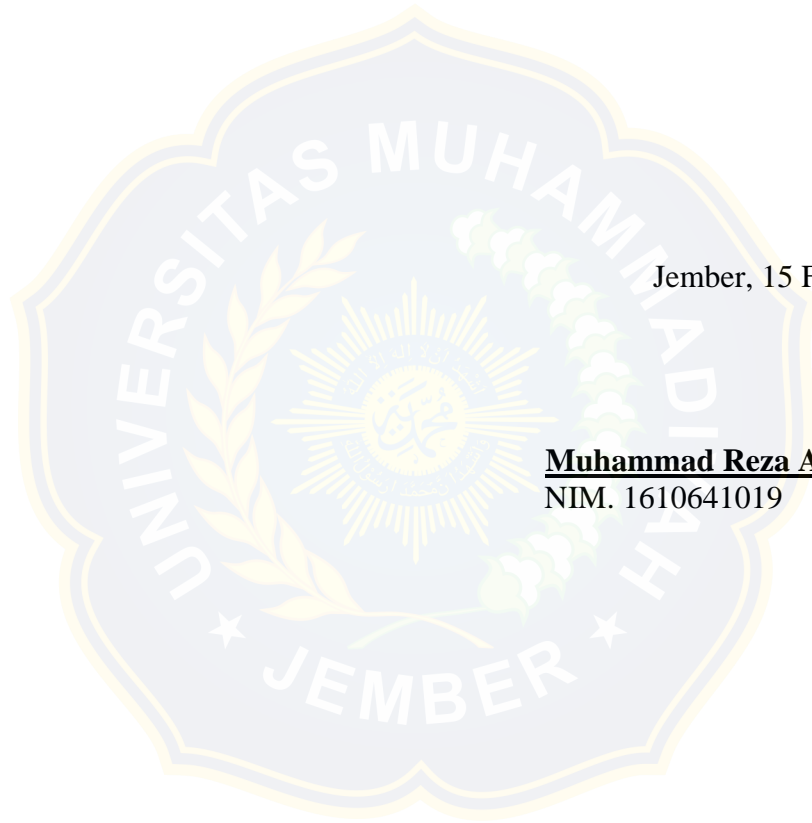 UNIVERSITAS MUHAMMADIYAH
JEMBER
Jember, 15 F
Muhammad Reza A
NIM. 1610641019